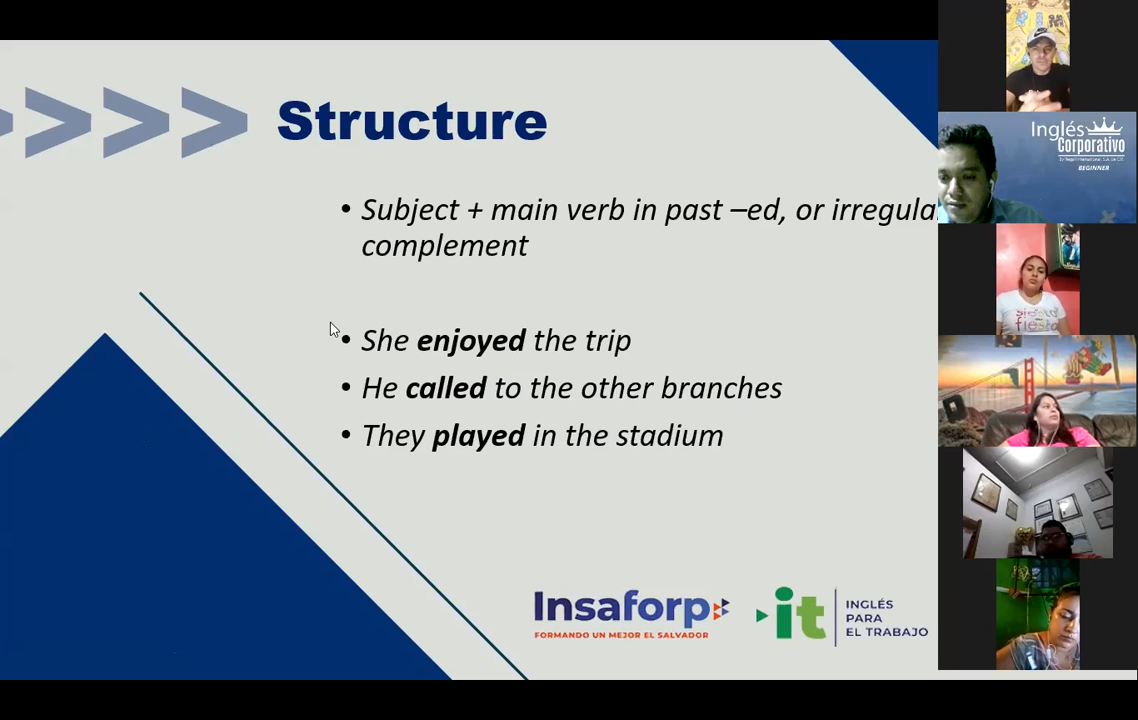 Structure
• Subject + main verb in past –ed, or irregular
complement
• She enjoyed the trip
• He called to the other branches
• They played in the stadium
Insaforp
FORMANDO UN MEJOR EL SALVADOR
it
INGLÉS
PARA
EL TRABAJO
Inglés
Corporativo
BEGINNER